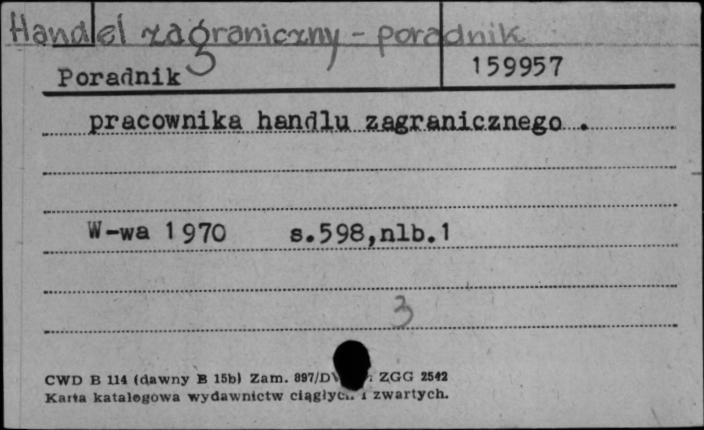 Handel zagraniczny - poradnik
Poradnik 159957
pracownika handlu zagranicznego .
W-wa 1970 s.598,nlb.1
3
CWD B 114 (dawny B 15b) Zam. 897/ ZGG 2542
Karta katalogowa wydawnictw ciągłych i zwartych.